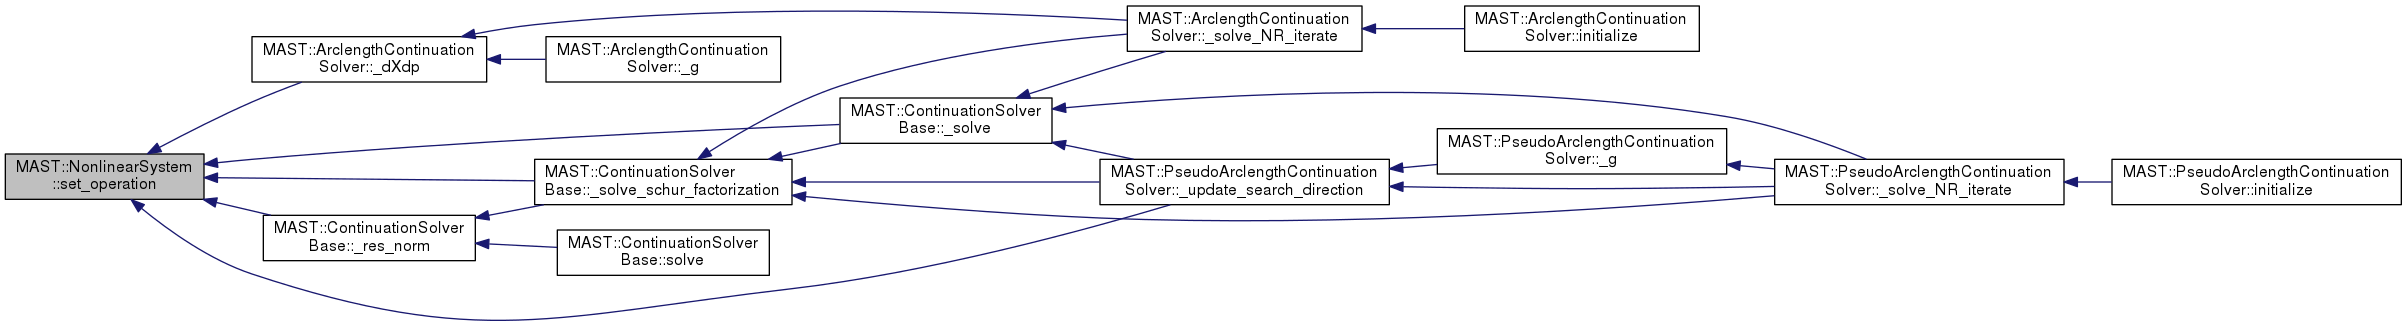 MAST::NonlinearSystem
::set_operation
MAST::ArclengthContinuation
Solver::_dXdp
MAST::ArclengthContinuation
Solver::_g
MAST::ContinuationSolver
Base::_solve
MAST::ContinuationSolver
Base::_solve_schur_factorization
MAST::ContinuationSolver
Base::_res_norm
MAST::ContinuationSolver
Base::solve
MAST::ArclengthContinuation
Solver::_solve_NR_iterate
MAST::ArclengthContinuation
Solver::initialize
MAST::PseudoArclengthContinuation
Solver::_update_search_direction
MAST::PseudoArclengthContinuation
Solver::_g
MAST::PseudoArclengthContinuation
Solver::_solve_NR_iterate
MAST::PseudoArclengthContinuation
Solver::initialize